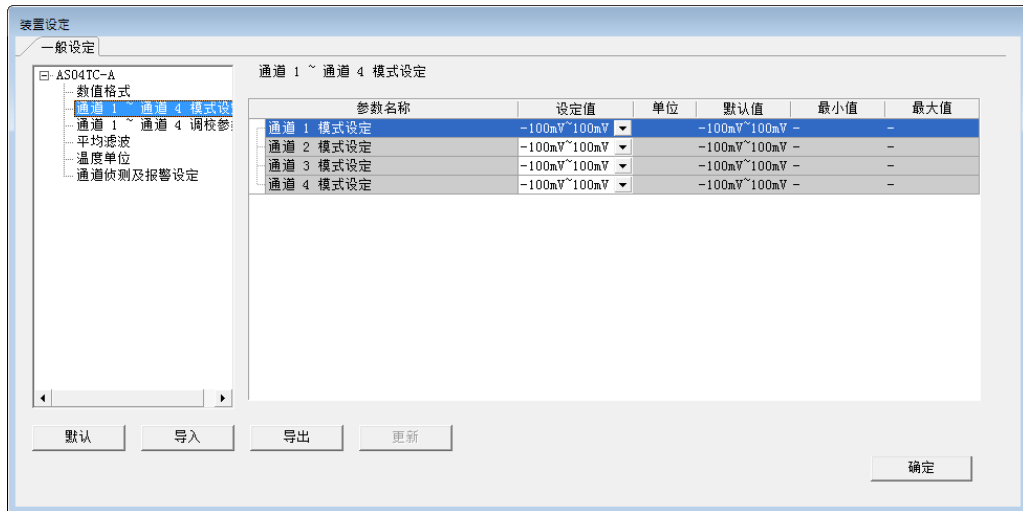 装置设定
一般设定
AS04TC-A
数值格式
通道 1 ~ 通道 4 模式设
通道 1 ~ 通道 4 调校参
平均滤波
温度单位
通道侦测及报警设定
通道 1 ~ 通道 4 模式设定
参数名称 设定值 单位 默认值 最小值 最大值
通道 1 模式设定 -100mV~100mV -100mV~100mV - -
通道 2 模式设定 -100mV~100mV -100mV~100mV - -
通道 3 模式设定 -100mV~100mV -100mV~100mV - -
通道 4 模式设定 -100mV~100mV -100mV~100mV - -
默认 导入 导出 更新
确定